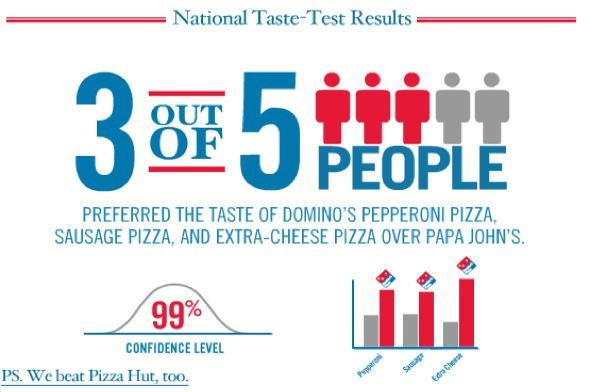 National Taste-Test Results
3 OUT OF 5 PEOPLE
PREFERRED THE TASTE OF DOMINO'S PEPPERONI PIZZA,
SAUSAGE PIZZA, AND EXTRA-CHEESE PIZZA OVER PAPA JOHN'S.
99%
CONFIDENCE LEVEL
Pepperoni
Sausage
Extra Cheese
PS. We beat Pizza Hut, too.